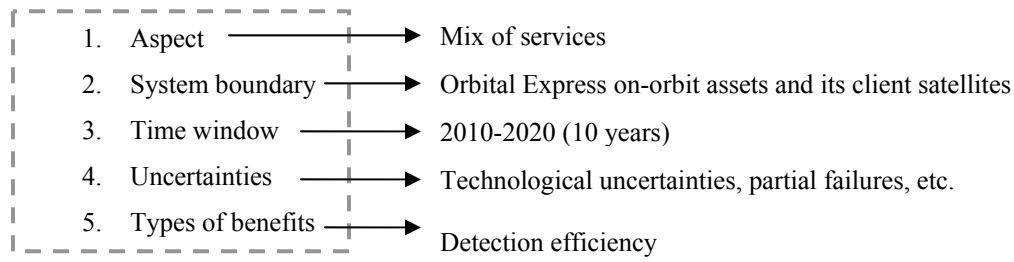 1. Aspect Mix of services
2. System boundary Orbital Express on-orbit assets and its client satellites
3. Time window 2010-2020 (10 years)
4. Uncertainties Technological uncertainties, partial failures, etc.
5. Types of benefits Detection efficiency